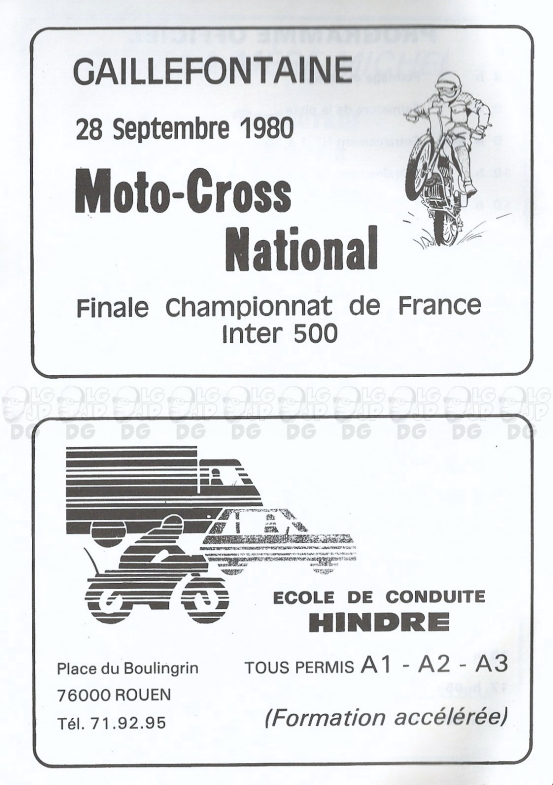 GAILLEFONTAINE
28 Septembre 1980
Moto-Cross
National
Finale Championnat de France
Inter 500
ECOLE DE CONDUITE
HINDRE
Place du Boulingrin
TOUS PERMIS A1 - A2 - A3
76000 ROUEN
Tél. 71.92.95
(Formation accélérée)